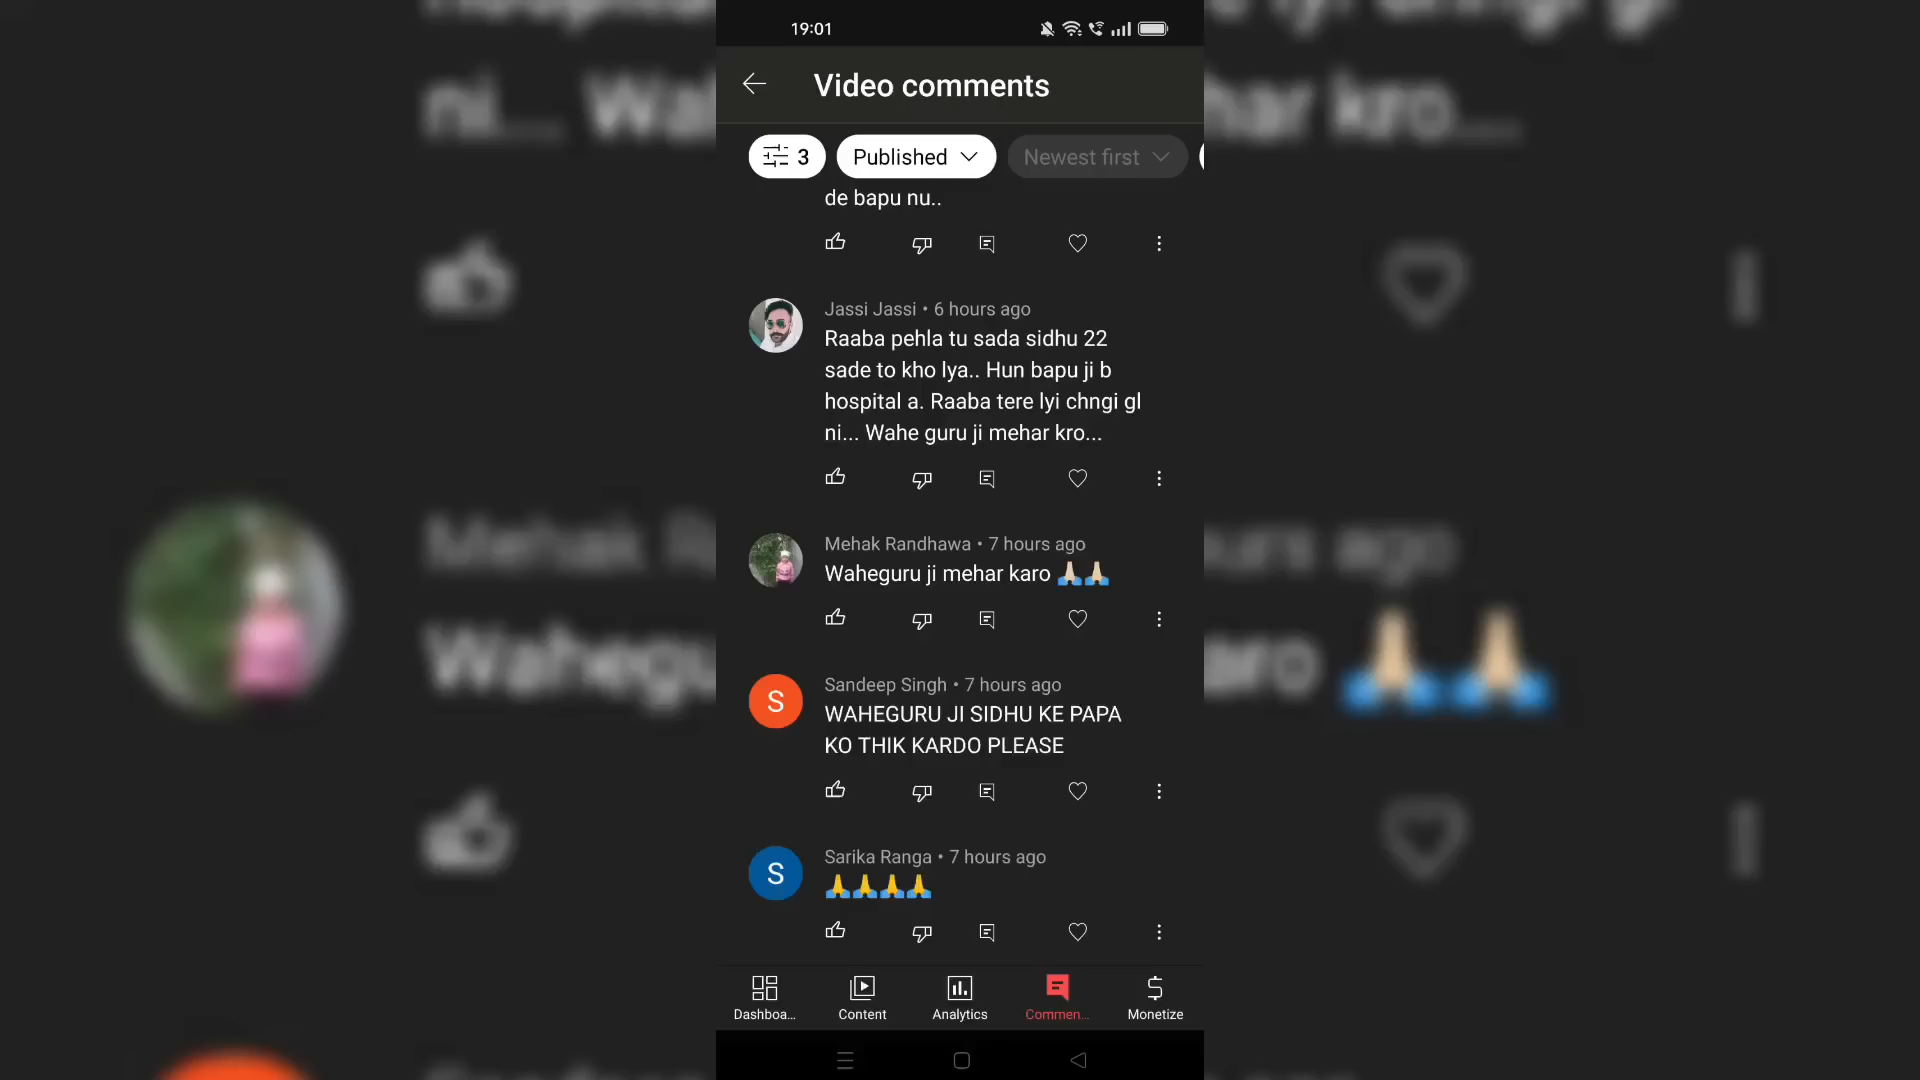 19:01
Video comments
3
Published
Newest first
de bapu nu..
Jassi Jassi • 6 hours ago
Raaba pehla tu sada sidhu 22
sade to kho lya.. Hun bapu ji b
hospital a. Raaba tere lyi chngi gl
ni... Wahe guru ji mehar kro...
Mehak Randhawa • 7 hours ago
Waheguru ji mehar karo 🙏🏻🙏🏻
S
Sandeep Singh • 7 hours ago
WAHEGURU JI SIDHU KE PAPA
KO THIK KARDO PLEASE
S
Sarika Ranga • 7 hours ago
🙏🙏🙏🙏
Dashboa...
Content
Analytics
Commen...
Monetize